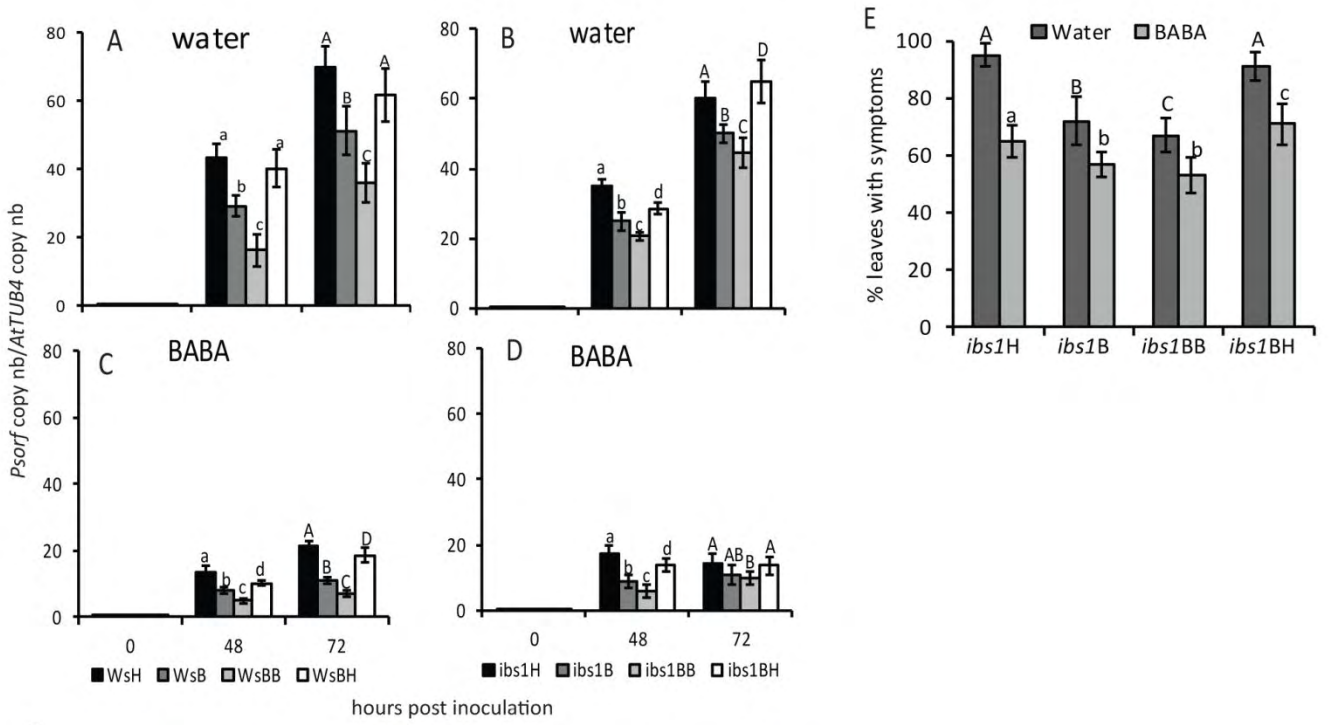 A water
B water
Psorf copy nb/AtTUB4 copy nb
80
60
40
20
0
a
b
c
a
A
B
C
A
80
60
40
20
0
a
b
c
d
A
B
C
D
C BABA
80
60
40
20
0
a
b
c
d
A
B
C
D
0 48 72
WsH WsB WsBB WsBH
D BABA
80
60
40
20
0
a
b
c
d
A
AB
B
A
0 48 72
ibs1H ibs1B ibs1BB ibs1BH
hours post inoculation
E
Water BABA
% leaves with symptoms
100
80
60
40
20
0
A
a
B
b
C
b
A
c
ibs1H ibs1B ibs1BB ibs1BH